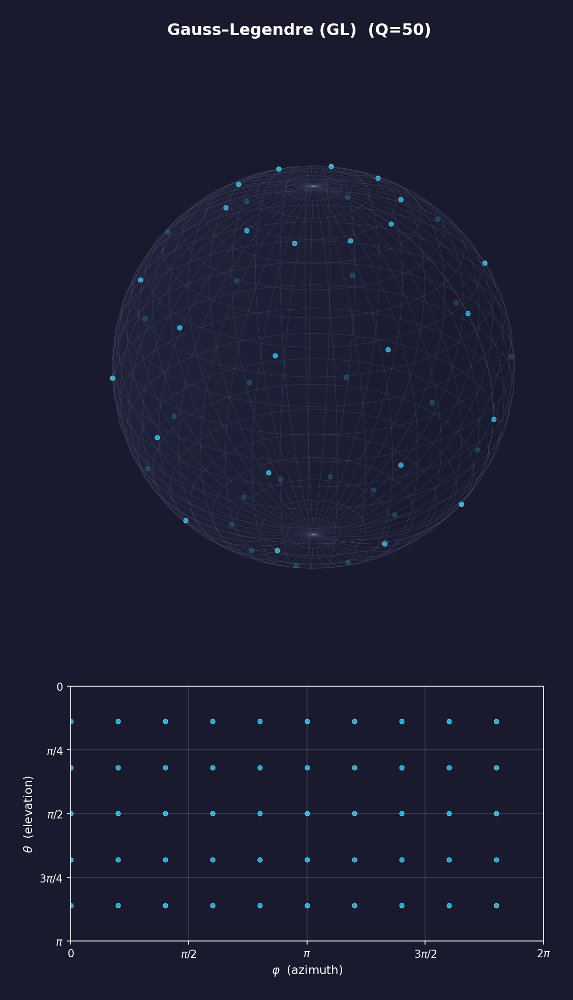 Gauss–Legendre (GL)  (Q=50)
0
π/4
π/2
3π/4
π
θ (elevation)
0
π/2
π
3π/2
2π
φ (azimuth)